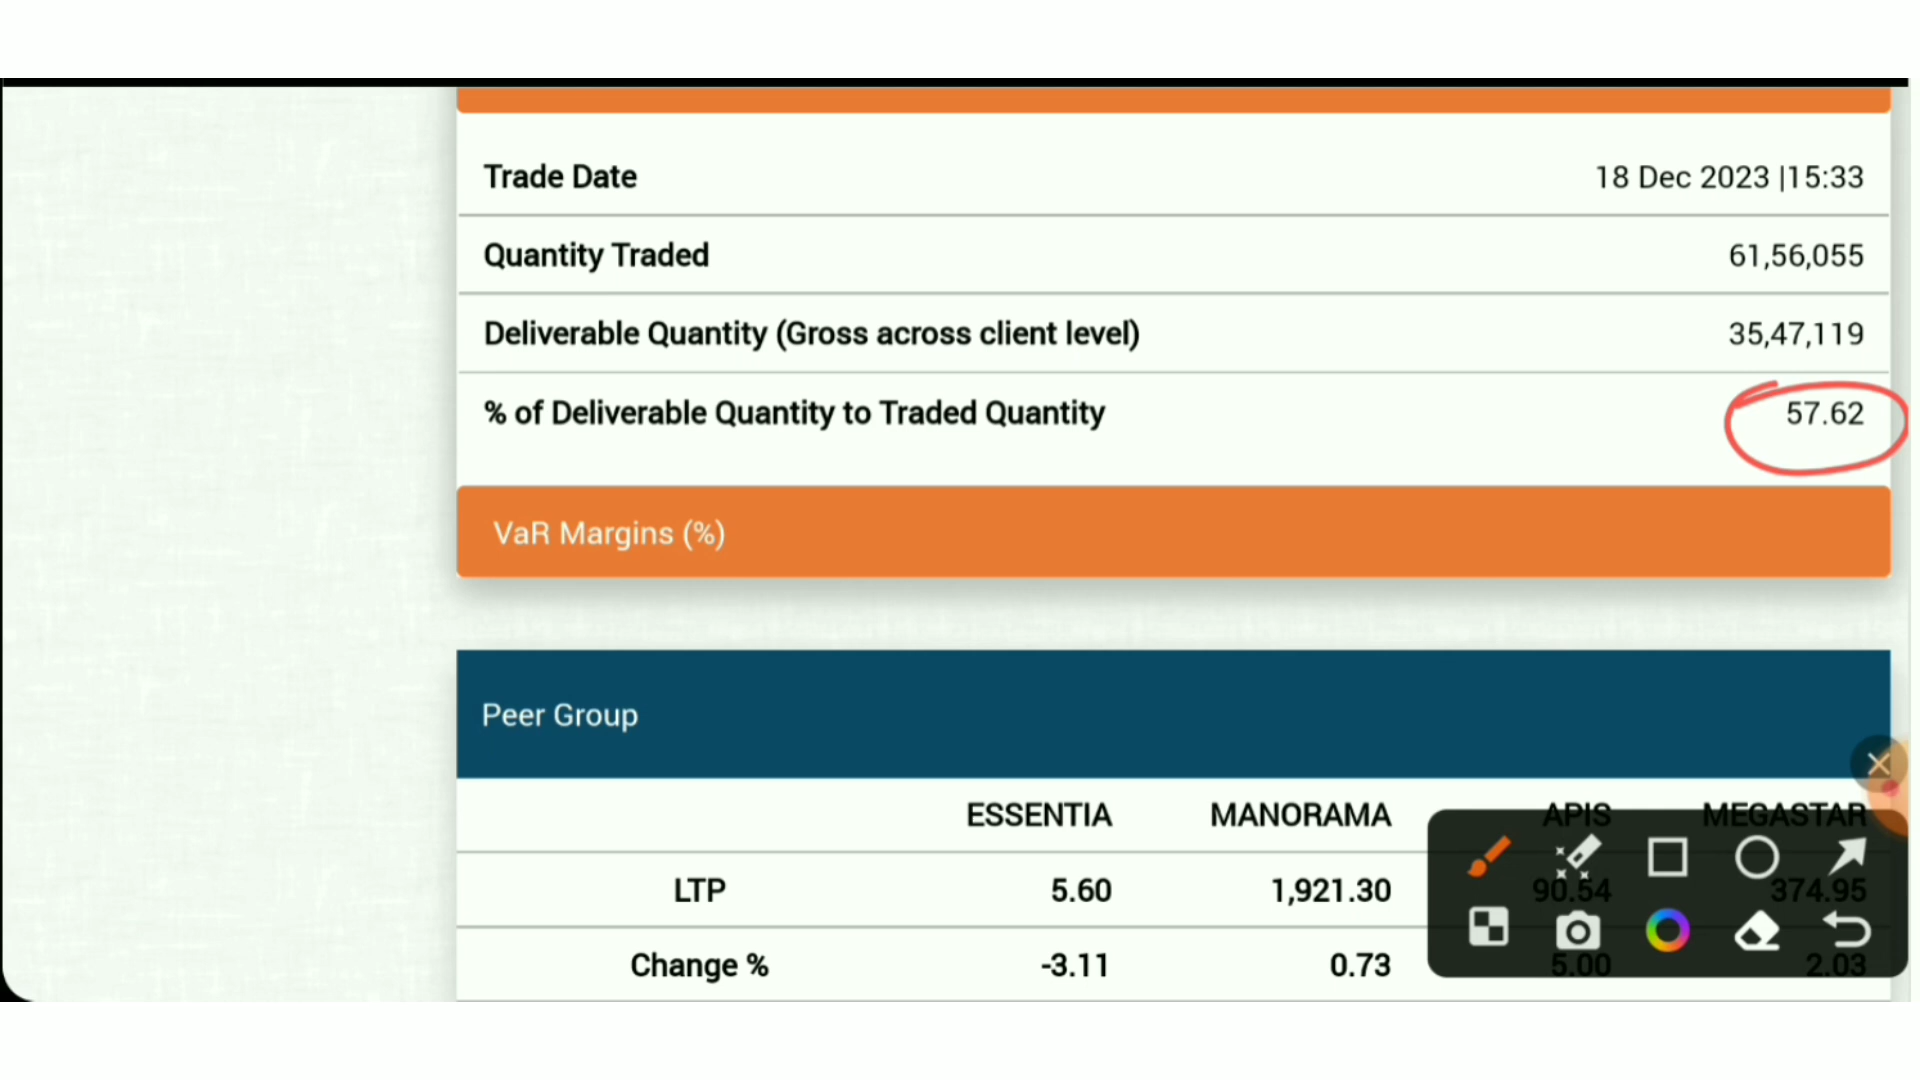 Trade Date 18 Dec 2023 |15:33
Quantity Traded 61,56,055
Deliverable Quantity (Gross across client level) 35,47,119
% of Deliverable Quantity to Traded Quantity 57.62
VaR Margins (%)
Peer Group
ESSENTIA MANORAMA APIS MEGASTAR
LTP 5.60 1,921.30 90.54 374.95
Change % -3.11 0.73 5.00 2.03